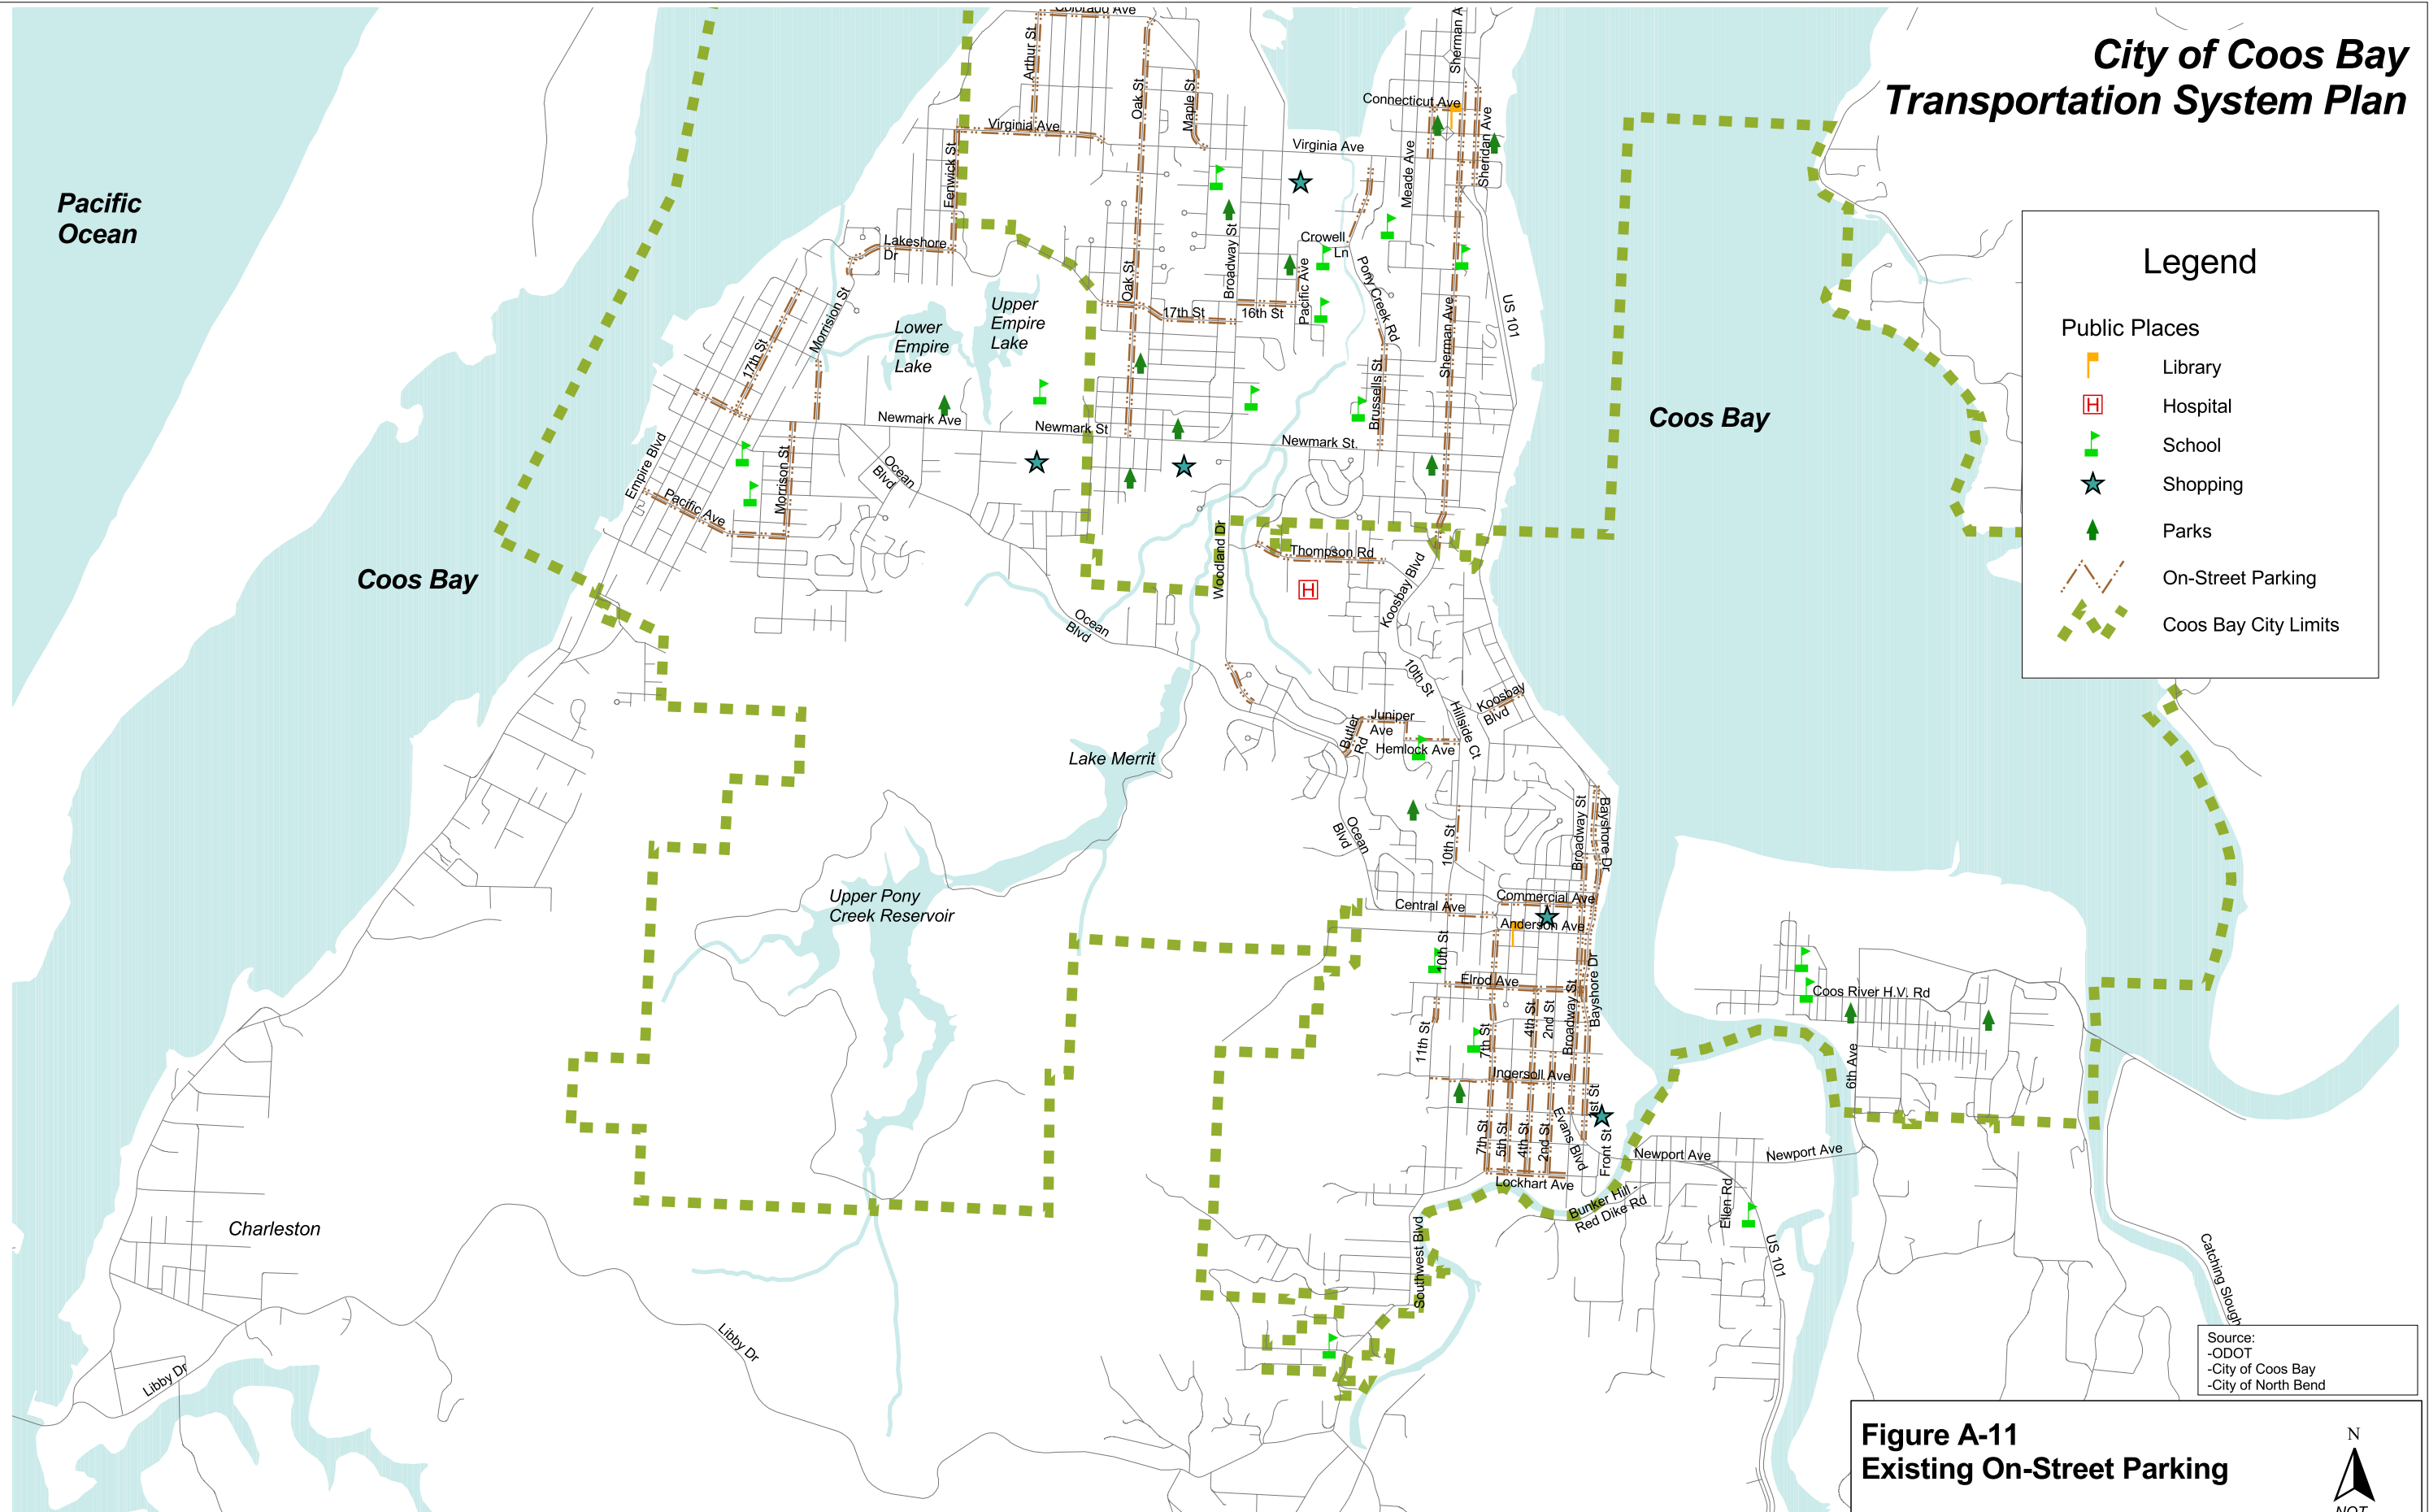 City of Coos Bay
Transportation System Plan
Colorado Ave
Arthur St
Oak St
Maple St
Sherman A
Connecticut Ave
Sheridan Ave
Virginia Ave
Virginia Ave
Meade Ave
Fenwick St
Pacific
Ocean
Lakeshore
Dr
Broadway St
Crowell
Ln
Oak St
Pacific Ave
Pony Creek Rd
US 101
17th St
16th St
Morrision St
Lower
Empire
Lake
Upper
Empire
Lake
17th St
Sherman Ave
Brussells St
Newmark Ave
Newmark St
Newmark St.
Coos Bay
Empire Blvd
Ocean
Blvd
Morrison St
Pacific Ave
Woodland Dr
Thompson Rd
H
Koosbay Blvd
Coos Bay
Ocean
Blvd
10th St
Koosbay
Blvd
Hillside Ct
Butler
Rd
Juniper
Ave
Hemlock Ave
Lake Merrit
Ocean
Blvd
10th St
Broadway St
Bayshore Dr
Upper Pony
Creek Reservoir
Central Ave
Commercial Ave
Anderson Ave
10th St
Elrod Ave
Bayshore Dr
Broadway St
4th St
2nd St
7th St
11th St
Ingersoll Ave
1st St
Coos River H.V. Rd
6th Ave
7th St
5th St
4th St
2nd St
Evans Blvd
Front St
Newport Ave
Newport Ave
Lockhart Ave
Bunker Hill -
Red Dike Rd
Ellen Rd
US 101
Southwest Blvd
Charleston
Libby Dr
Libby Dr
Catching Slough
Legend
Public Places
Library
H Hospital
School
Shopping
Parks
On-Street Parking
Coos Bay City Limits
Source:
-ODOT
-City of Coos Bay
-City of North Bend
Figure A-11
Existing On-Street Parking
N
NOT